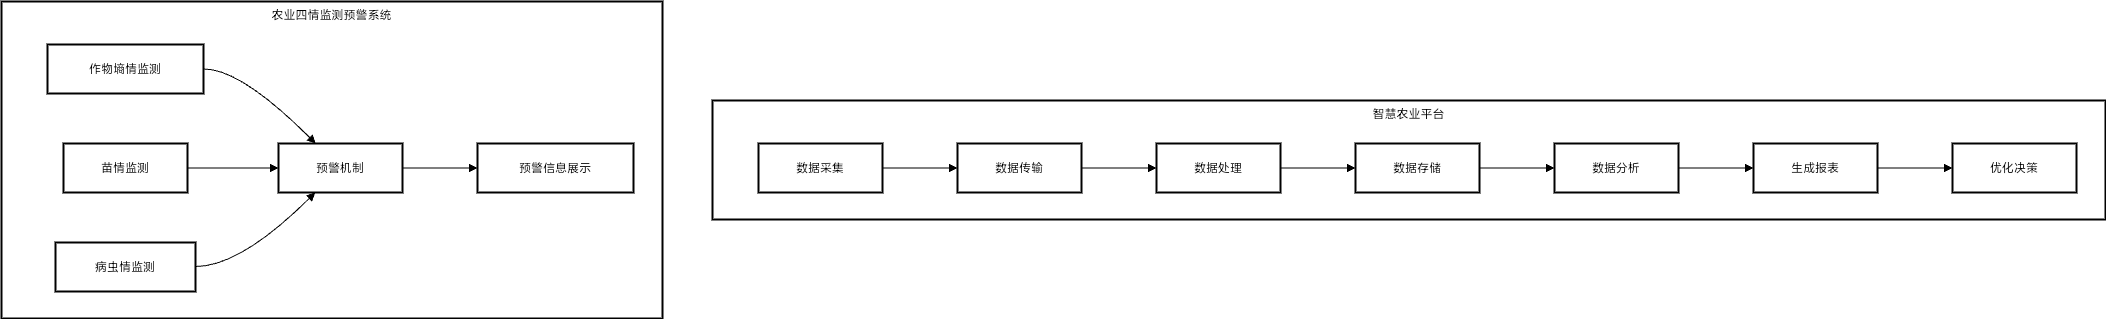 农业四情监测预警系统
作物墒情监测
苗情监测
病虫情监测
预警机制
预警信息展示
智慧农业平台
数据采集
数据传输
数据处理
数据存储
数据分析
生成报表
优化决策